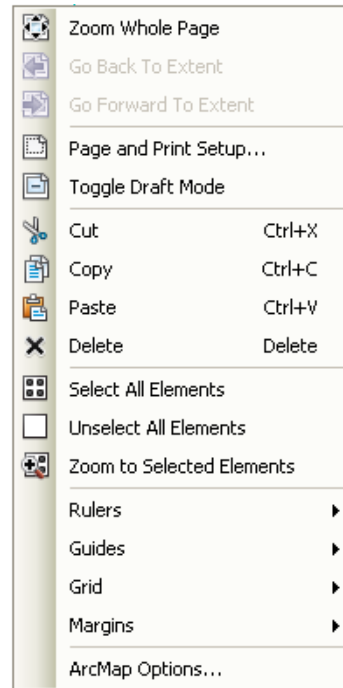 Zoom Whole Page
Go Back To Extent
Go Forward To Extent
Page and Print Setup...
Toggle Draft Mode
Cut Ctrl+X
Copy Ctrl+C
Paste Ctrl+V
Delete Delete
Select All Elements
Unselect All Elements
Zoom to Selected Elements
Rulers
Guides
Grid
Margins
ArcMap Options...